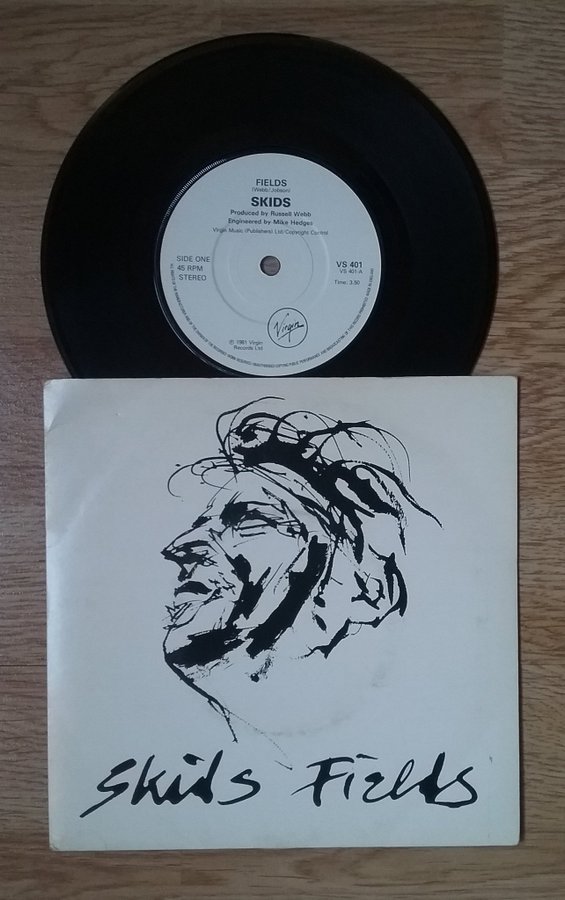 FIELDS
(Webb/Jobson)
SKIDS
Produced by Russell Webb
Engineered by Mike Hedges
Virgin Music (Publishers) Ltd/Copyright Control
SIDE ONE
45 RPM
STEREO
VS 401
VS 401-A
Time: 3.50
Virgin
℗ 1981 Virgin
Records Ltd
Skids Fields